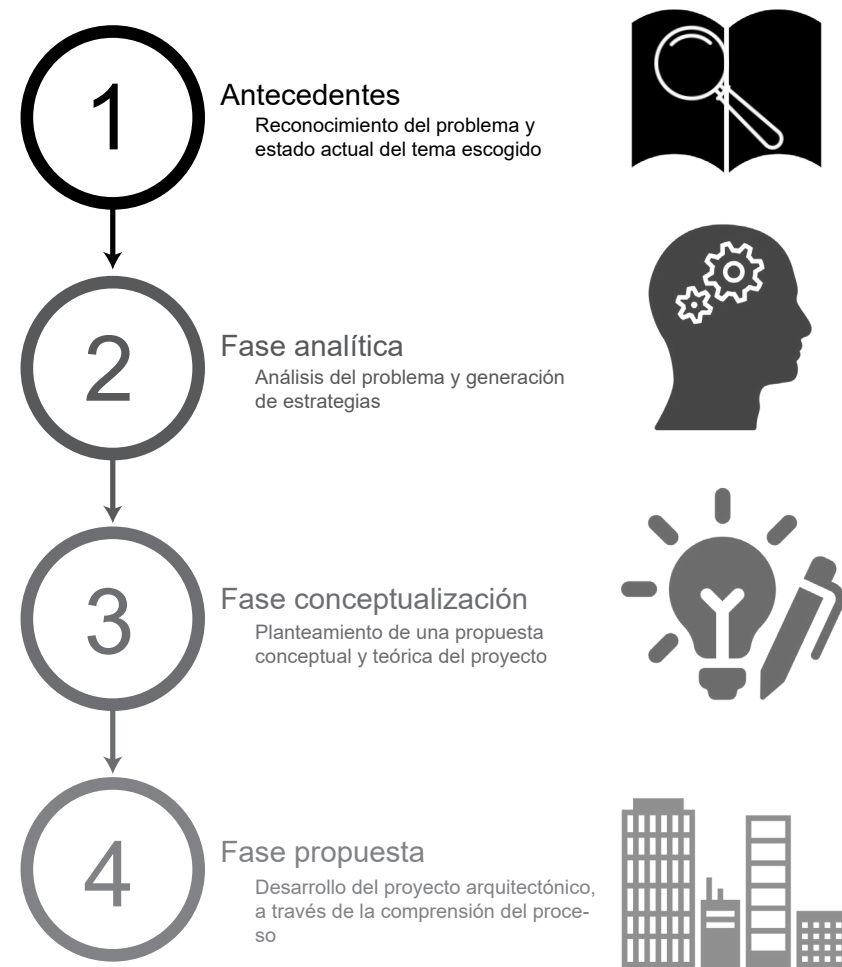 1
Antecedentes
Reconocimiento del problema y
estado actual del tema escogido
2
Fase analítica
Análisis del problema y generación
de estrategias
3
Fase conceptualización
Planteamiento de una propuesta
conceptual y teórica del proyecto
4
Fase propuesta
Desarrollo del proyecto arquitectónico,
a través de la comprensión del proce-
so